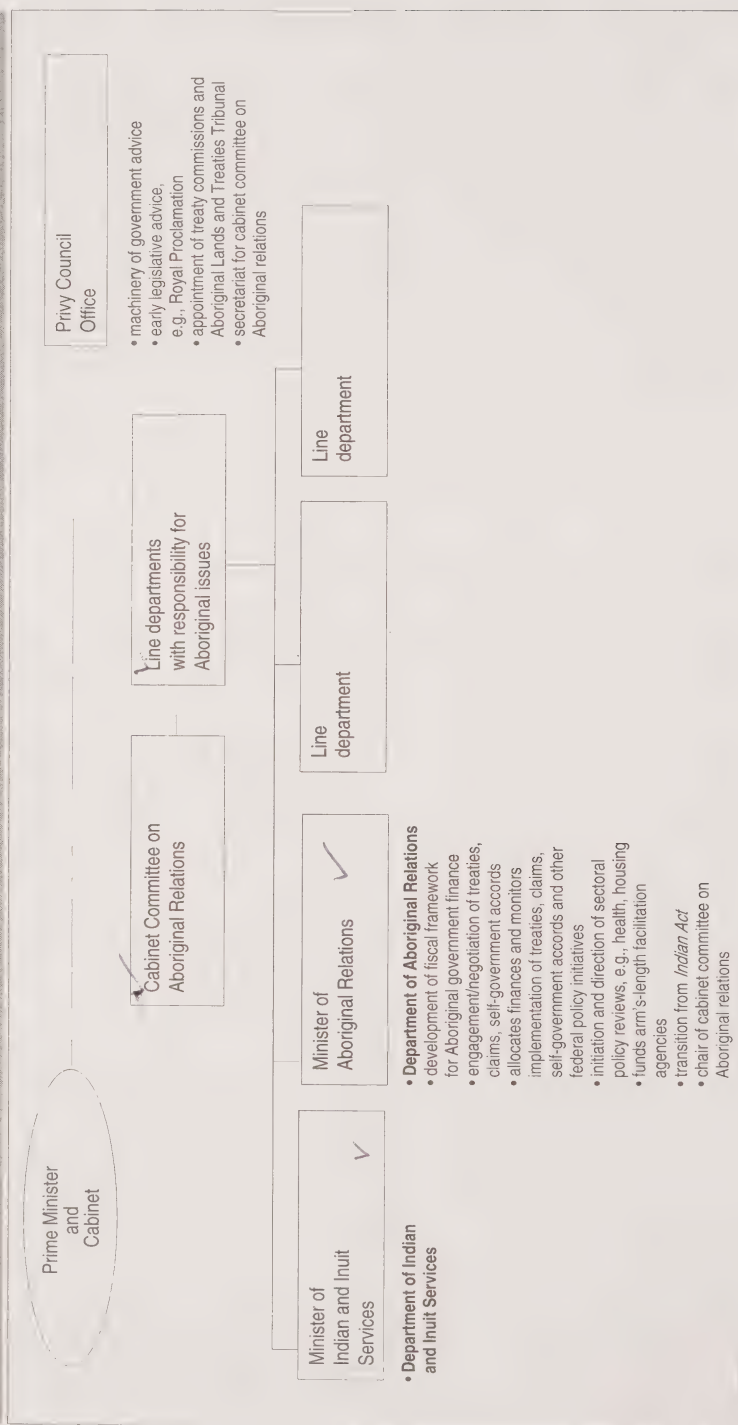 Prime Minister
and
Cabinet
Privy Council
Office
• machinery of government advice
• early legislative advice,
e.g., Royal Proclamation
• appointment of treaty commissions and
Aboriginal Lands and Treaties Tribunal
• secretariat for cabinet committee on
Aboriginal relations
Cabinet Committee on
Aboriginal Relations
Line departments
with responsibility for
Aboriginal issues
Minister of
Indian and Inuit
Services
Minister of
Aboriginal Relations
Line
department
Line
department
• Department of Indian
and Inuit Services
• Department of Aboriginal Relations
• development of fiscal framework
for Aboriginal government finance
• engagement/negotiation of treaties,
claims, self-government accords
• allocates finances and monitors
implementation of treaties, claims,
self-government accords and other
federal policy initiatives
• initiation and direction of sectoral
policy reviews, e.g., health, housing
• funds arm's-length facilitation
agencies
• transition from Indian Act
• chair of cabinet committee on
Aboriginal relations